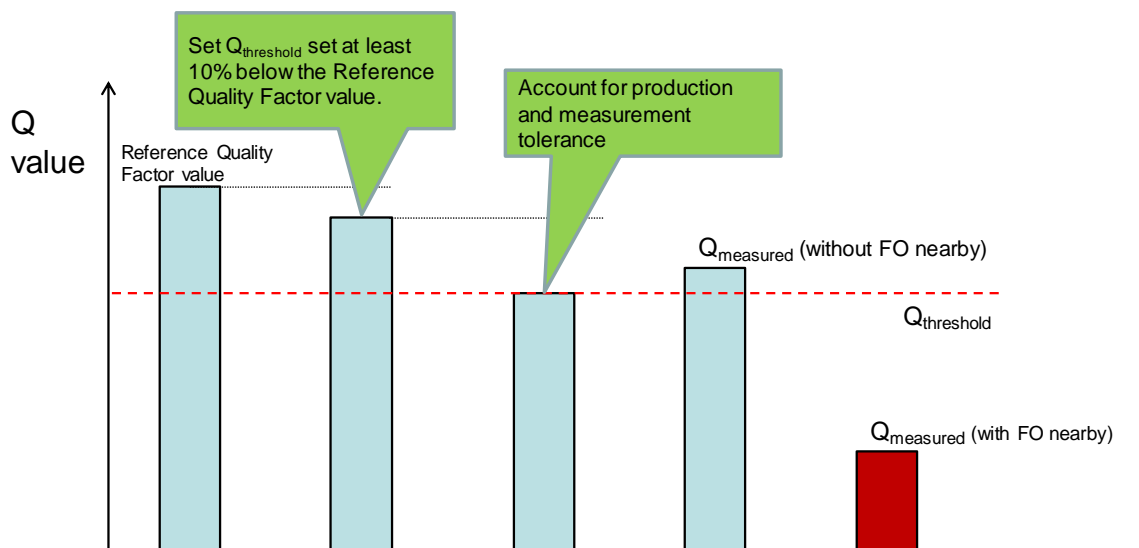 Set Qthreshold set at least
10% below the Reference
Quality Factor value.
Account for production
and measurement
tolerance
Q
value
Reference Quality
Factor value
Qmeasured (without FO nearby)
Qthreshold
Qmeasured (with FO nearby)